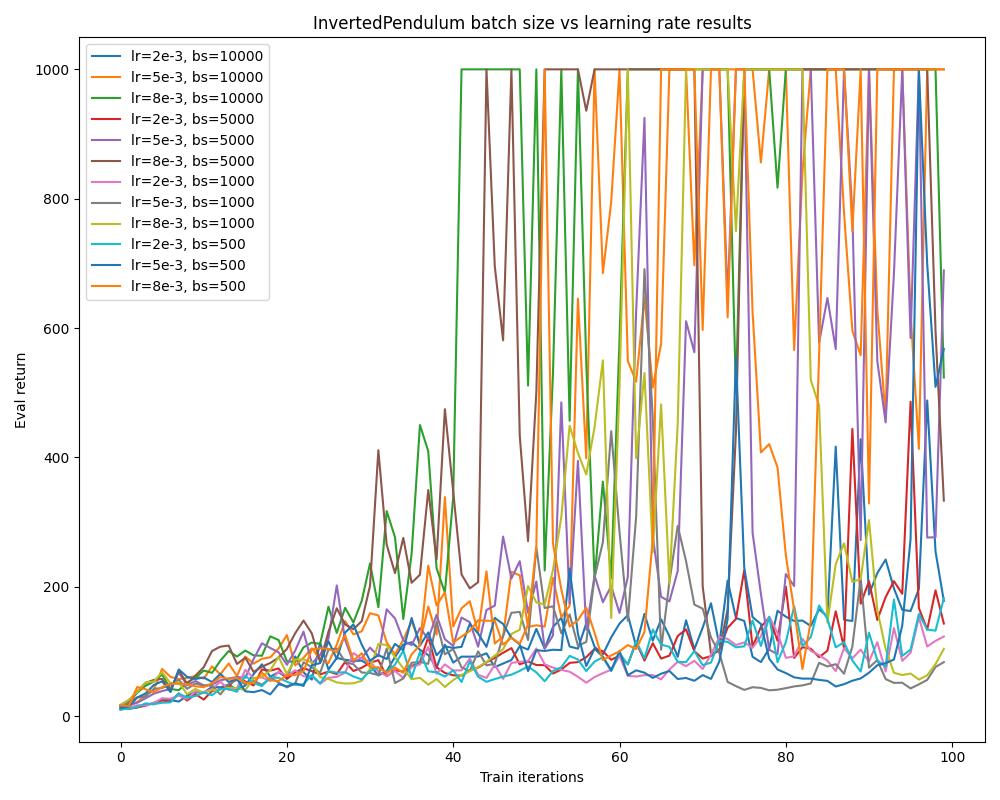 InvertedPendulum batch size vs learning rate results
lr=2e-3, bs=10000
lr=5e-3, bs=10000
lr=8e-3, bs=10000
lr=2e-3, bs=5000
lr=5e-3, bs=5000
lr=8e-3, bs=5000
lr=2e-3, bs=1000
lr=5e-3, bs=1000
lr=8e-3, bs=1000
lr=2e-3, bs=500
lr=5e-3, bs=500
lr=8e-3, bs=500
Eval return
1000
800
600
400
200
0
0 20 40 60 80 100
Train iterations